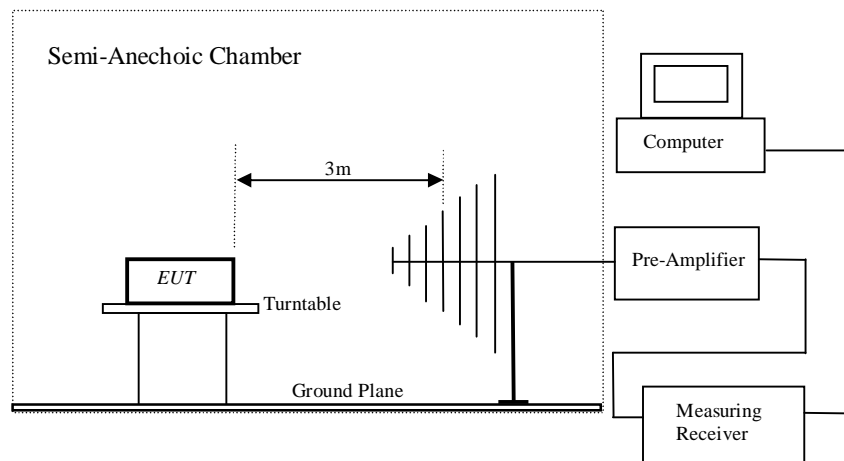 Semi-Anechoic Chamber
Computer
3m
Pre-Amplifier
EUT
Turntable
Ground Plane
Measuring
Receiver